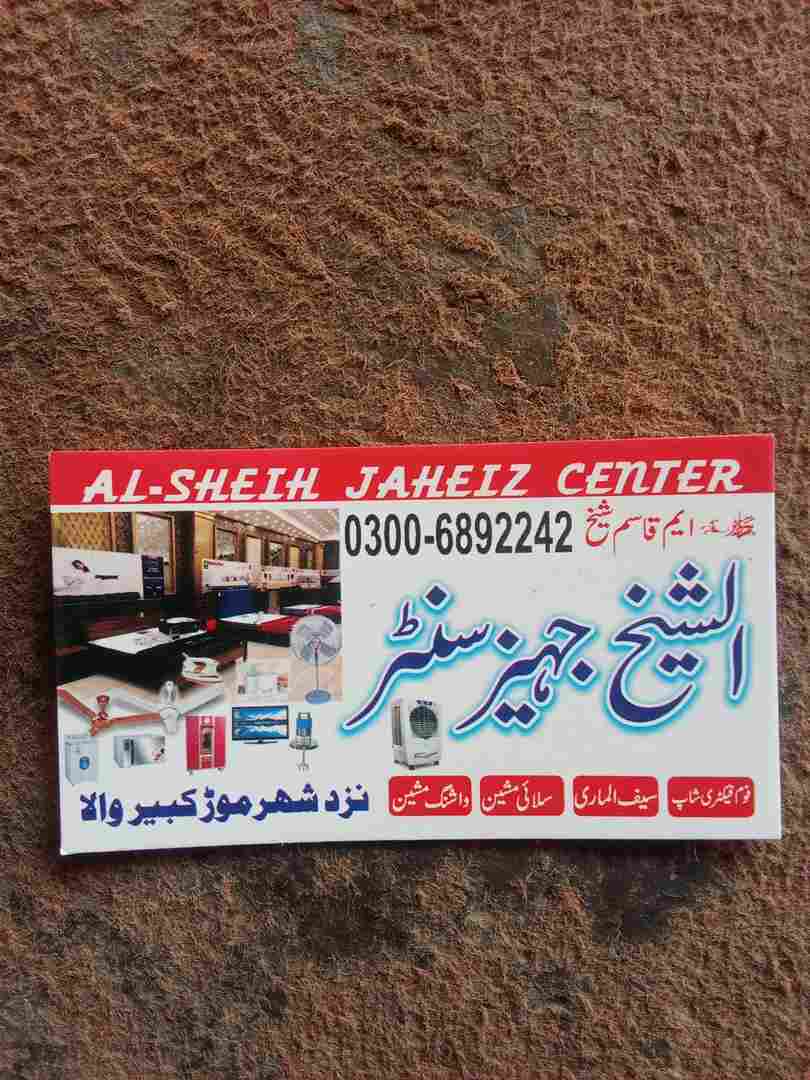 AL-SHEIH JAHEIZ CENTER
0300-6892242 ایم قاسم شیخ
الشیخ جہیز سنٹر
فوم فیکٹری شاپ
سیف الماری
سلائی مشین
واشنگ مشین
نزد شہر موڑ کبیر والا